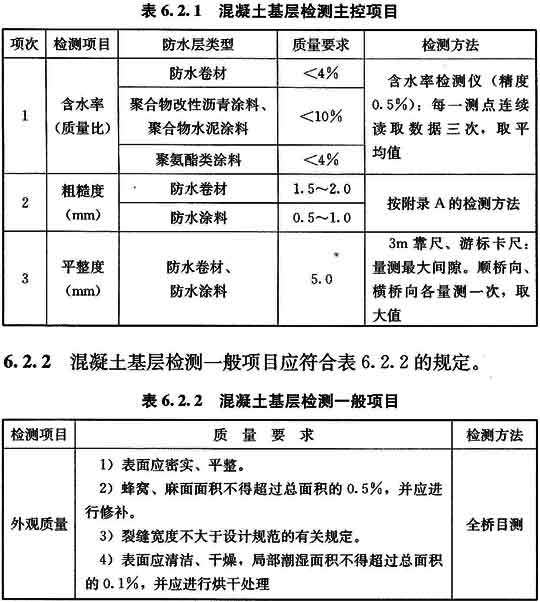 表 6.2.1 混凝土基层检测主控项目
项次 检测项目 防水层类型 质量要求 检测方法
1
含水率
(质量比)
防水卷材
<4%
聚合物改性沥青涂料、
聚合物水泥涂料
<10%
聚氨酯类涂料
<4%
含水率检测仪（精度
0.5%）；每一测点连续
读取数据三次，取平
均值
2
粗糙度
(mm)
防水卷材
1.5～2.0
防水涂料
0.5～1.0
按附录 A 的检测方法
3
平整度
(mm)
防水卷材、
防水涂料
5.0
3m 靠尺、游标卡尺：
量测最大间隙。顺桥向、
横桥向各量测一次，取
大值
6.2.2 混凝土基层检测一般项目应符合表 6.2.2 的规定。
表 6.2.2 混凝土基层检测一般项目
检测项目 质量要求 检测方法
外观质量
1）表面应密实、平整。
2）蜂窝、麻面面积不得超过总面积的 0.5%，并应进
行修补。
3）裂缝宽度不大于设计规范的有关规定。
4）表面应清洁、干燥，局部潮湿面积不得超过总面积
的 0.1%，并应进行烘干处理
全桥目测